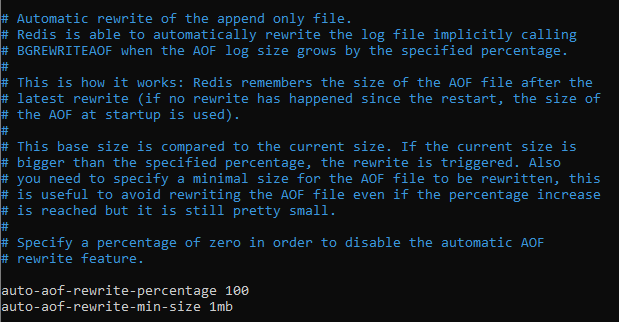 # Automatic rewrite of the append only file.
# Redis is able to automatically rewrite the log file implicitly calling
# BGREWRITEAOF when the AOF log size grows by the specified percentage.
#
# This is how it works: Redis remembers the size of the AOF file after the
# latest rewrite (if no rewrite has happened since the restart, the size of
# the AOF at startup is used).
#
# This base size is compared to the current size. If the current size is
# bigger than the specified percentage, the rewrite is triggered. Also
# you need to specify a minimal size for the AOF file to be rewritten, this
# is useful to avoid rewriting the AOF file even if the percentage increase
# is reached but it is still pretty small.
#
# Specify a percentage of zero in order to disable the automatic AOF
# rewrite feature.
auto-aof-rewrite-percentage 100
auto-aof-rewrite-min-size 1mb